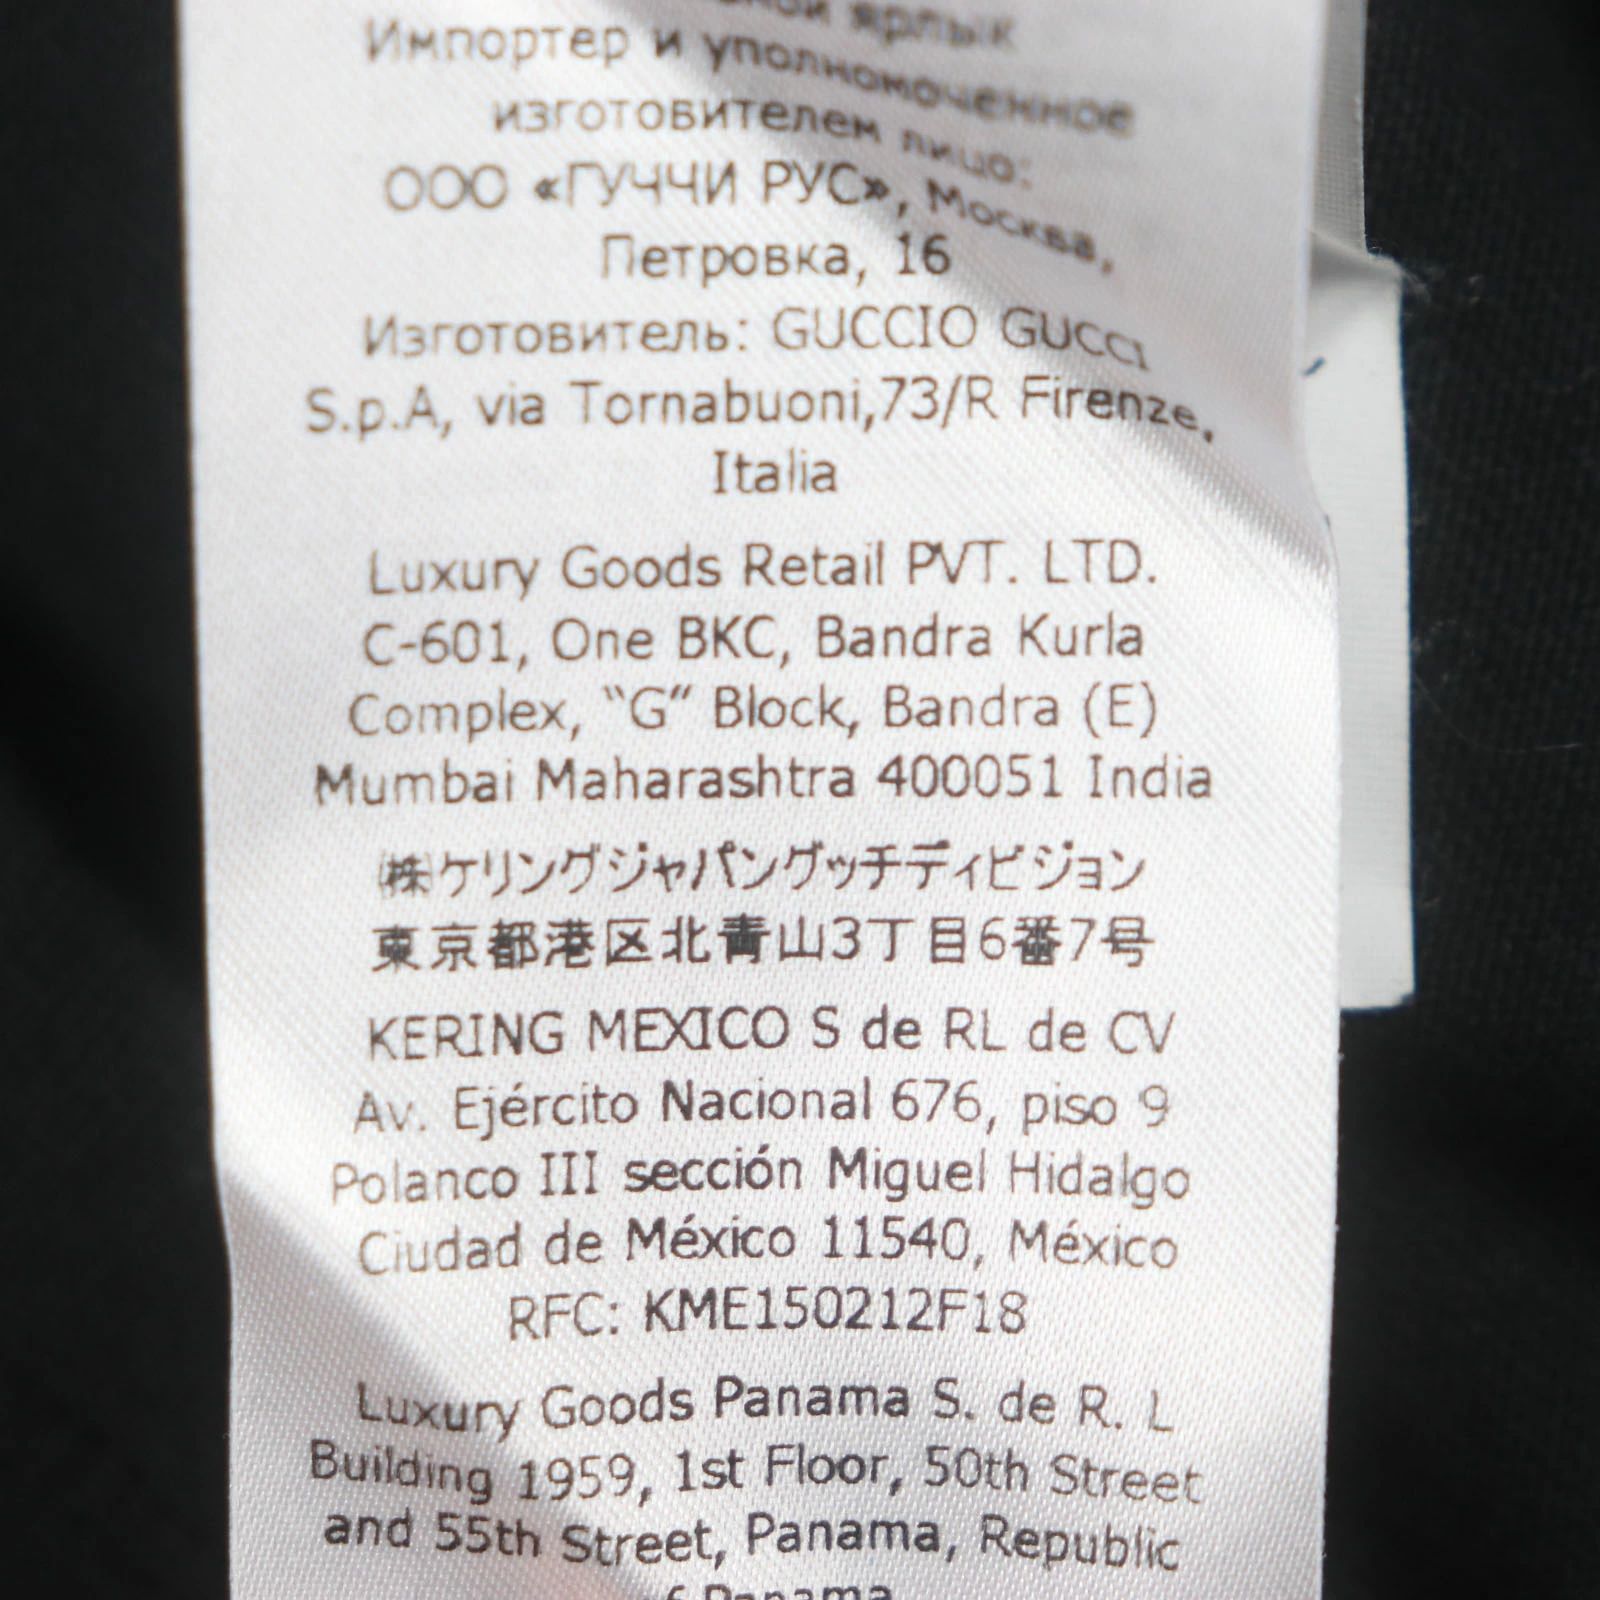 ярлык
Импортер и уполномоченное
изготовителем лицо:
ООО «ГУЧЧИ РУС», Москва,
Петровка, 16
Изготовитель: GUCCIO GUCCI
S.p.A, via Tornabuoni,73/R Firenze,
Italia
Luxury Goods Retail PVT. LTD.
C-601, One BKC, Bandra Kurla
Complex, “G” Block, Bandra (E)
Mumbai Maharashtra 400051 India
㈱ケリングジャパングッチディビジョン
東京都港区北青山3丁目6番7号
KERING MEXICO S de RL de CV
Av. Ejército Nacional 676, piso 9
Polanco III sección Miguel Hidalgo
Ciudad de México 11540, México
RFC: KME150212F18
Luxury Goods Panama S. de R. L
Building 1959, 1st Floor, 50th Street
and 55th Street, Panama, Republic
Panama